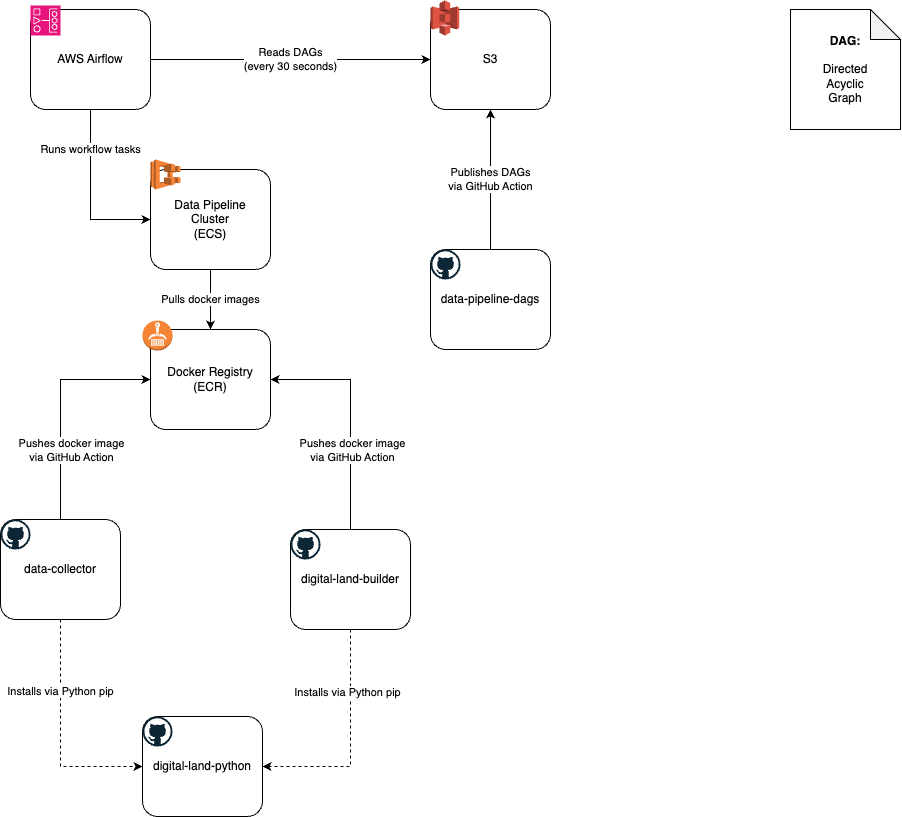 AWS Airflow
Reads DAGs
(every 30 seconds)
S3
DAG:
Directed
Acyclic
Graph
Runs workflow tasks
Publishes DAGs
via GitHub Action
Data Pipeline
Cluster
(ECS)
Pulls docker images
data-pipeline-dags
Docker Registry
(ECR)
Pushes docker image
via GitHub Action
Pushes docker image
via GitHub Action
data-collector
digital-land-builder
Installs via Python pip
Installs via Python pip
digital-land-python